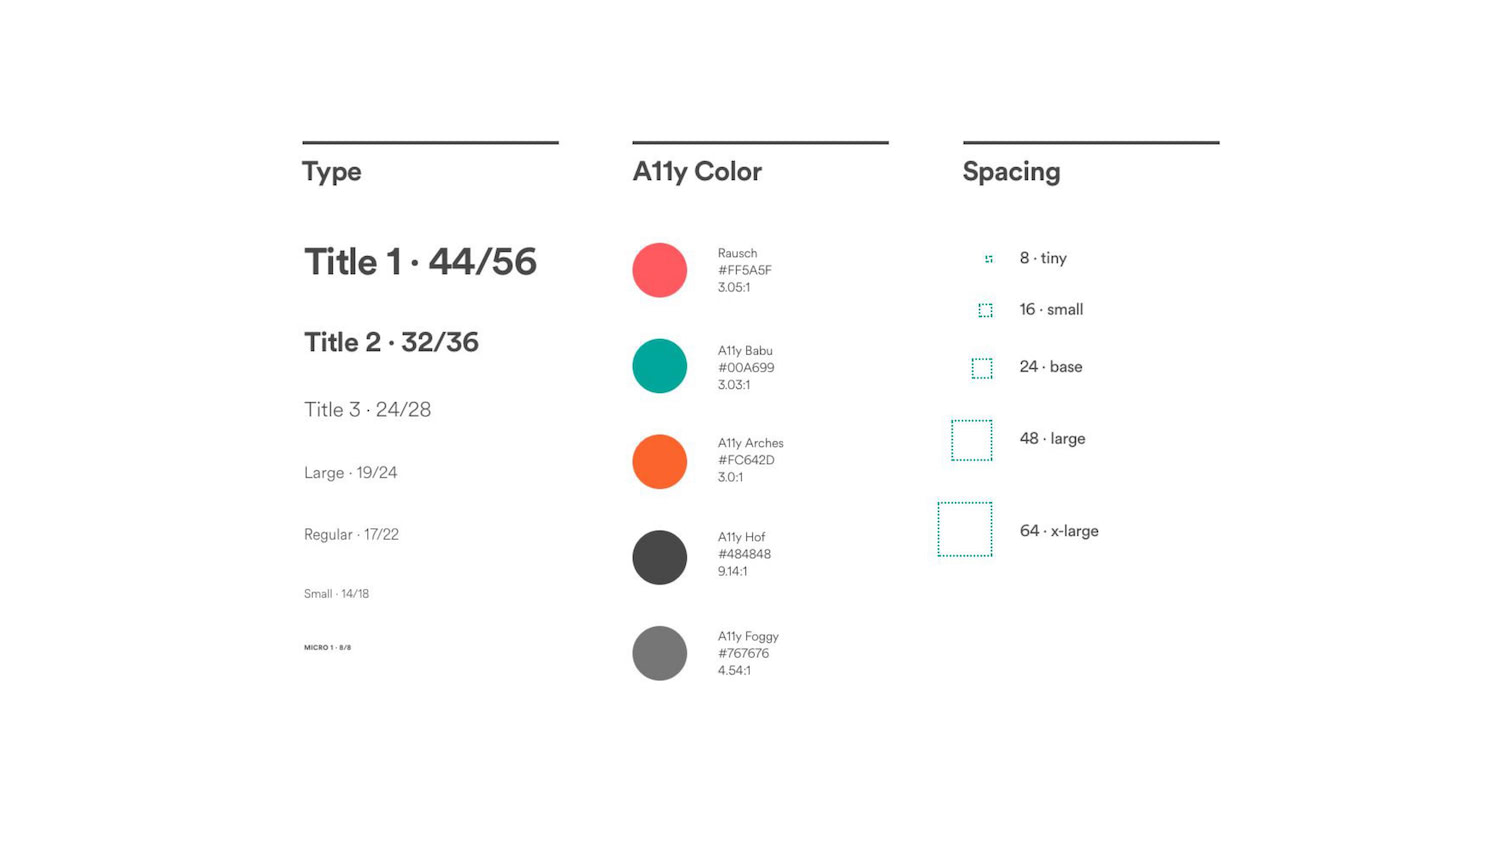 Type
Title 1 · 44/56
Title 2 · 32/36
Title 3 · 24/28
Large · 19/24
Regular · 17/22
Small · 14/18
MICRO 1 · 8/8
A11y Color
Rausch
#FF5A5F
3.05:1
A11y Babu
#00A699
3.03:1
A11y Arches
#FC642D
3.0:1
A11y Hof
#484848
9.14:1
A11y Foggy
#767676
4.54:1
Spacing
8 · tiny
16 · small
24 · base
48 · large
64 · x-large